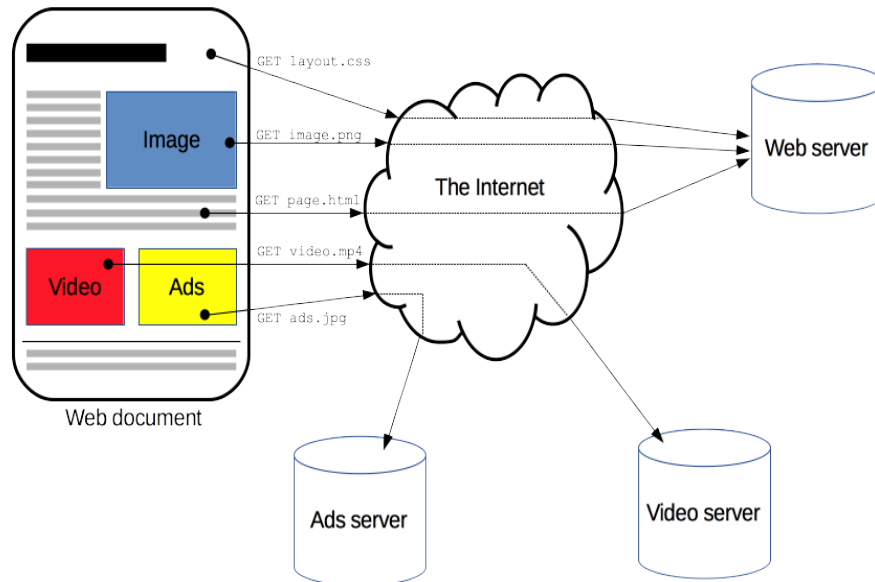 GET layout.css
Image
GET image.png
Web server
The Internet
GET page.html
GET video.mp4
Video
Ads
GET ads.jpg
Web document
Ads server
Video server